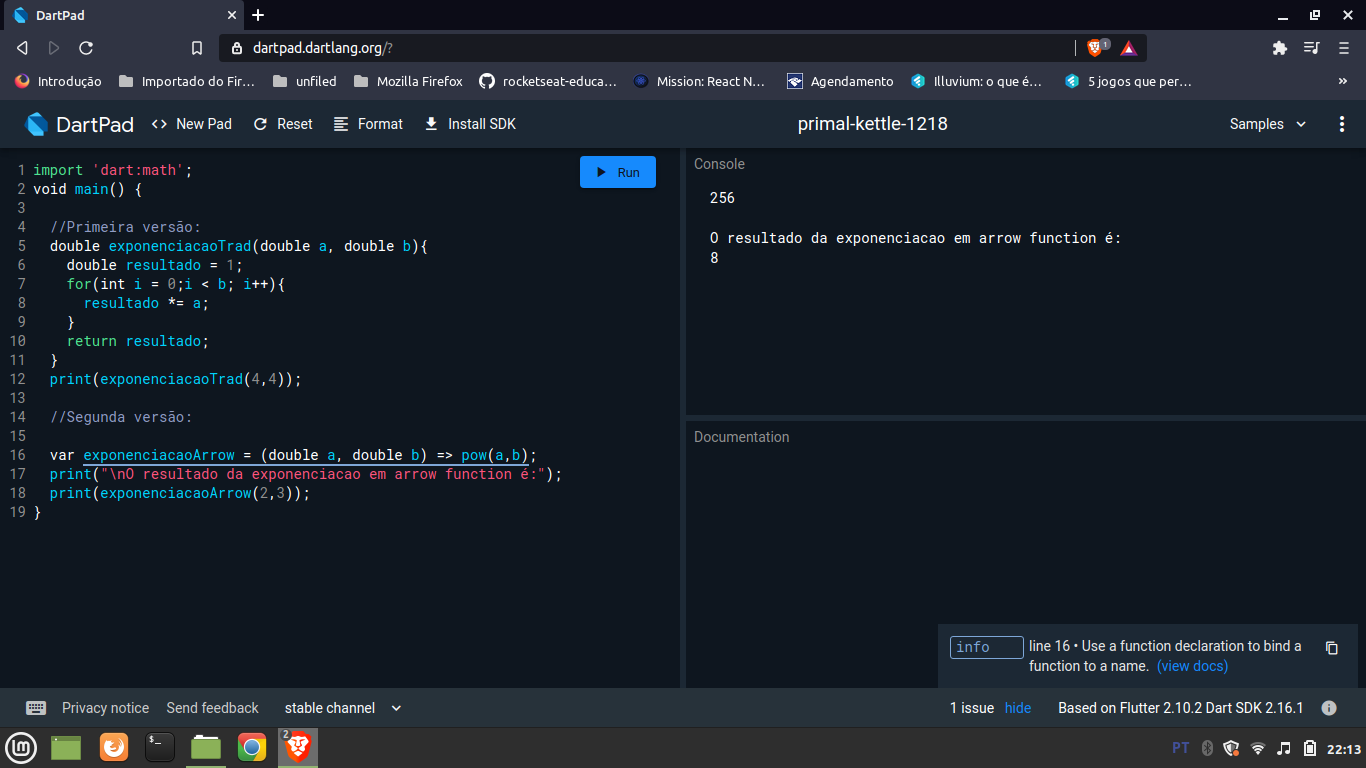 DartPad
dartpad.dartlang.org/?
1
Introdução
Importado do Fir...
unfiled
Mozilla Firefox
rocketseat-educa...
Mission: React N...
Agendamento
Illuvium: o que é...
5 jogos que per...
»
DartPad
<> New Pad
Reset
Format
Install SDK
primal-kettle-1218
Samples
Run
1 import 'dart:math';
2 void main() {
3
4 //Primeira versão:
5 double exponenciacaoTrad(double a, double b){
6 double resultado = 1;
7 for(int i = 0;i < b; i++){
8 resultado *= a;
9 }
10 return resultado;
11 }
12 print(exponenciacaoTrad(4,4));
13
14 //Segunda versão:
15
16 var exponenciacaoArrow = (double a, double b) => pow(a,b);
17 print("\nO resultado da exponenciacao em arrow function é:");
18 print(exponenciacaoArrow(2,3));
19 }
Console
256
O resultado da exponenciacao em arrow function é:
8
Documentation
info
line 16 • Use a function declaration to bind a
function to a name. (view docs)
Privacy notice
Send feedback
stable channel
1 issue
hide
Based on Flutter 2.10.2 Dart SDK 2.16.1
$_
2
PT
22:13